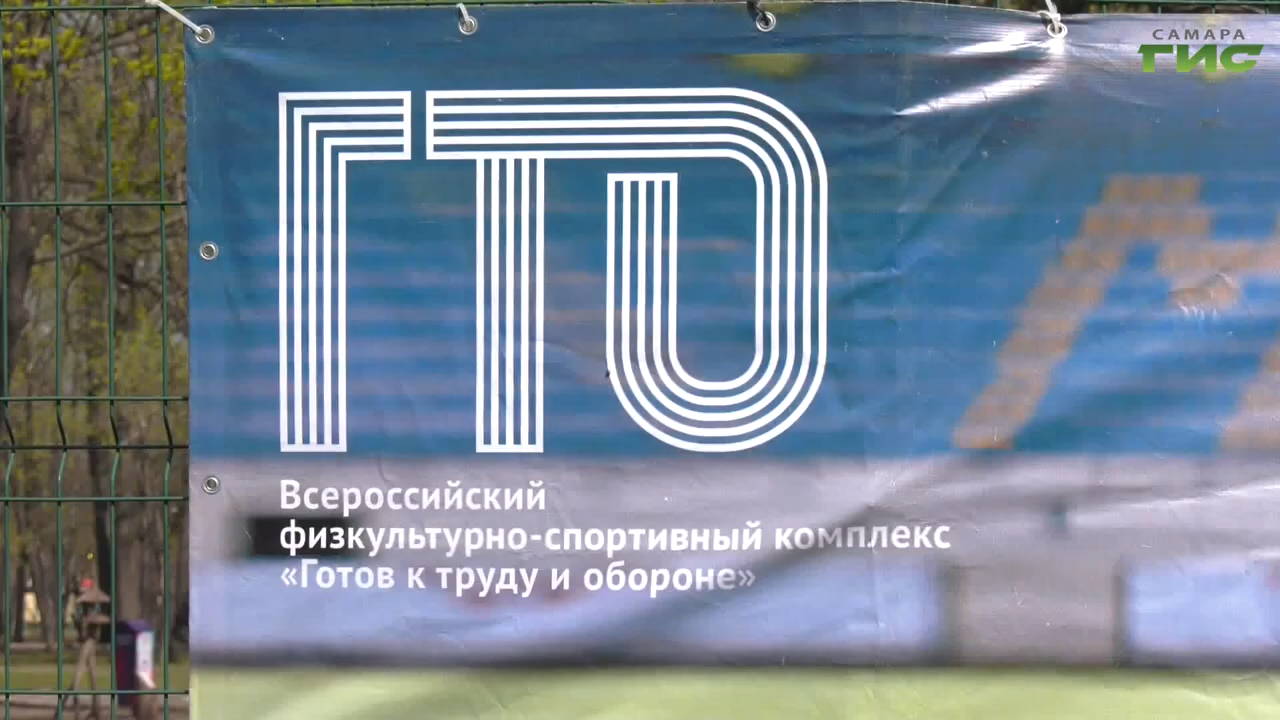 САМАРА
ГИС
ГТО
Всероссийский
физкультурно-спортивный комплекс
«Готов к труду и обороне»